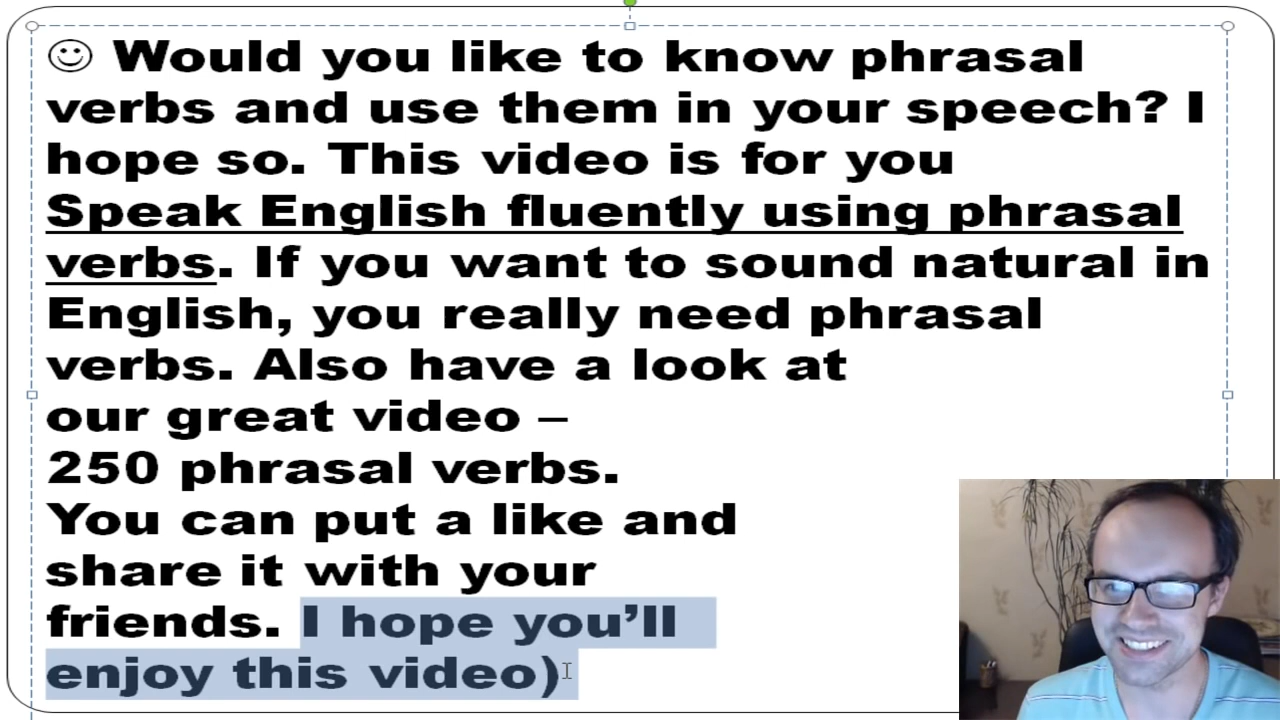 ☺ Would you like to know phrasal
verbs and use them in your speech? I
hope so. This video is for you
Speak English fluently using phrasal
verbs. If you want to sound natural in
English, you really need phrasal
verbs. Also have a look at
our great video –
250 phrasal verbs.
You can put a like and
share it with your
friends. I hope you’ll
enjoy this video)